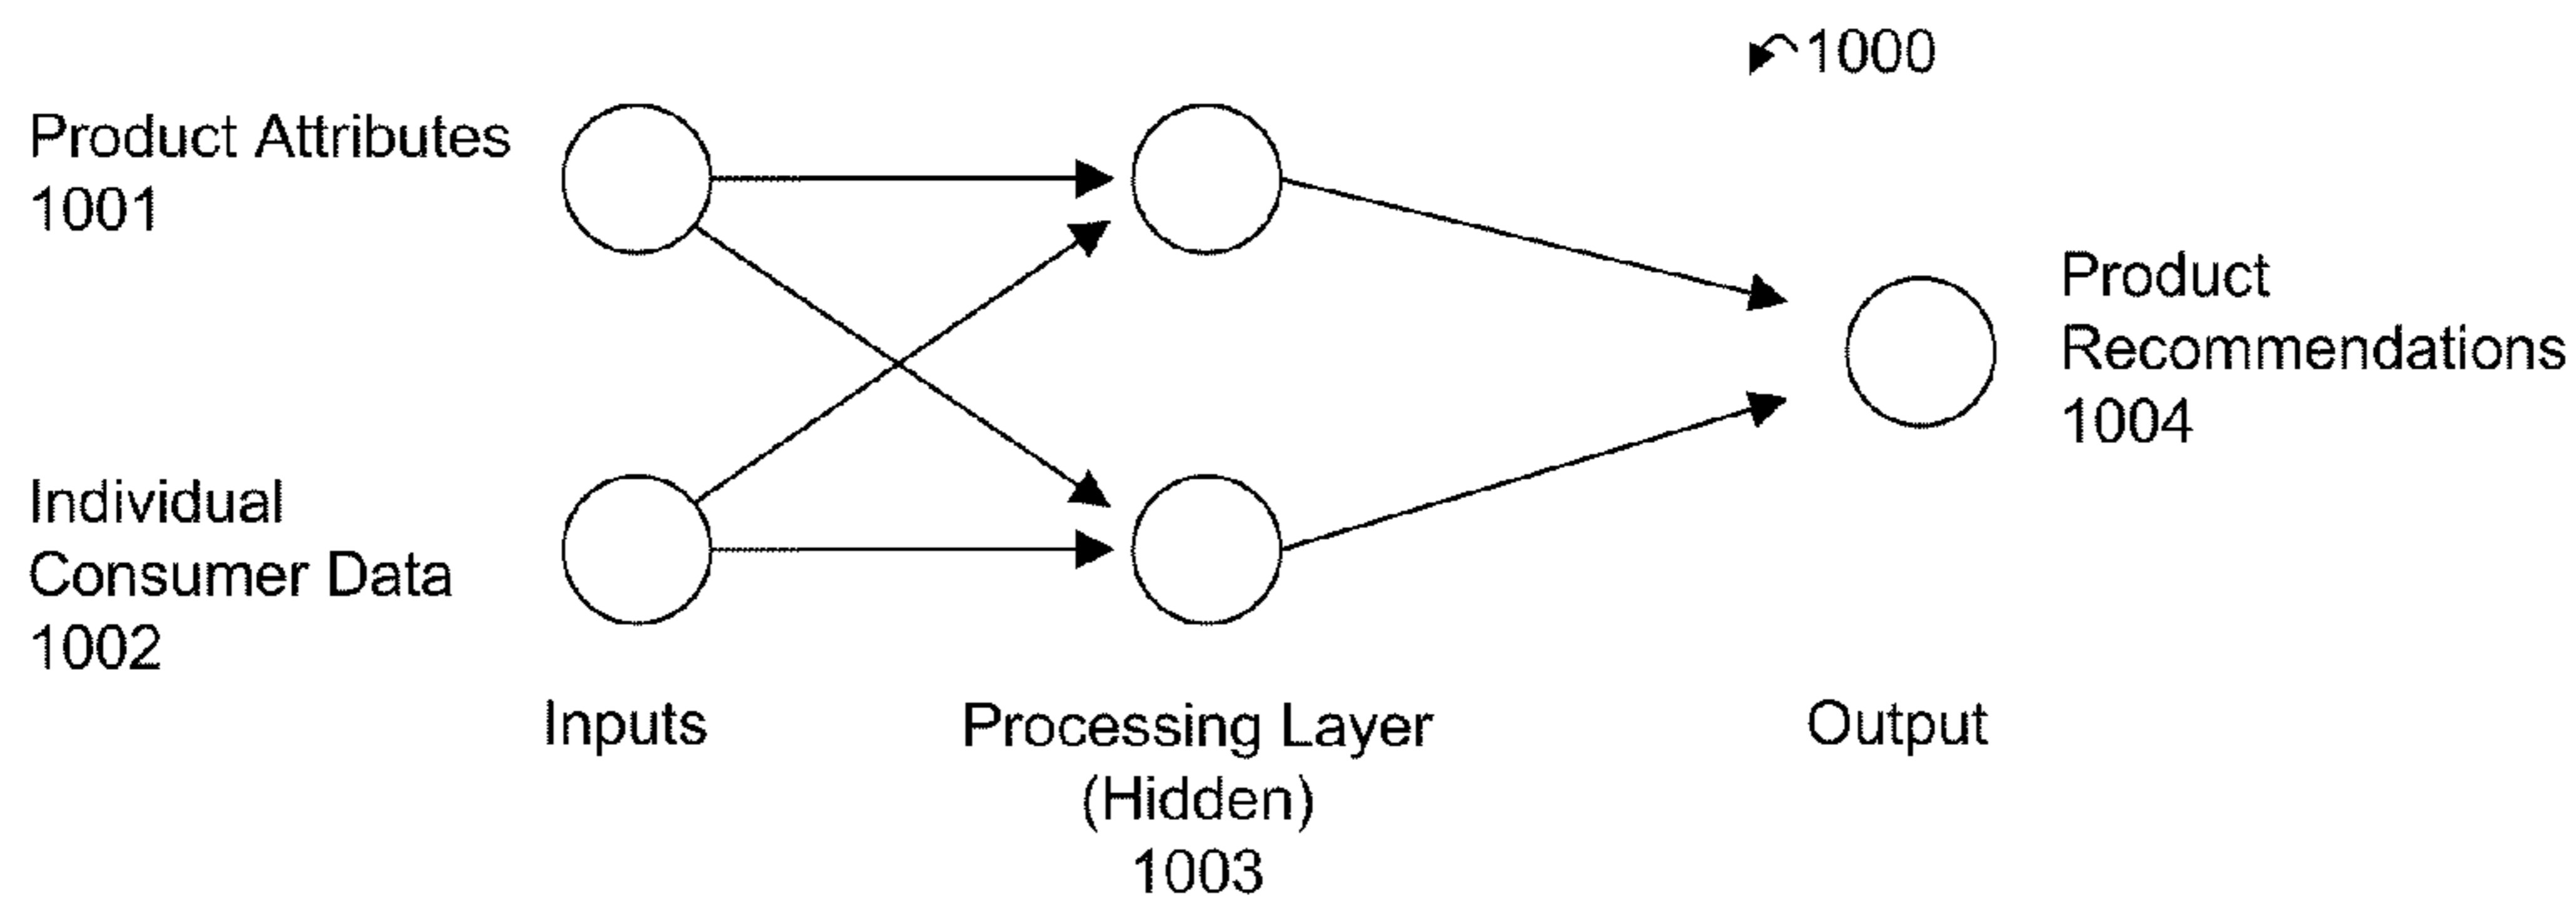 1000
Product Attributes
1001
Product
Recommendations
1004
Individual
Consumer Data
1002
Inputs
Processing Layer
(Hidden)
1003
Output